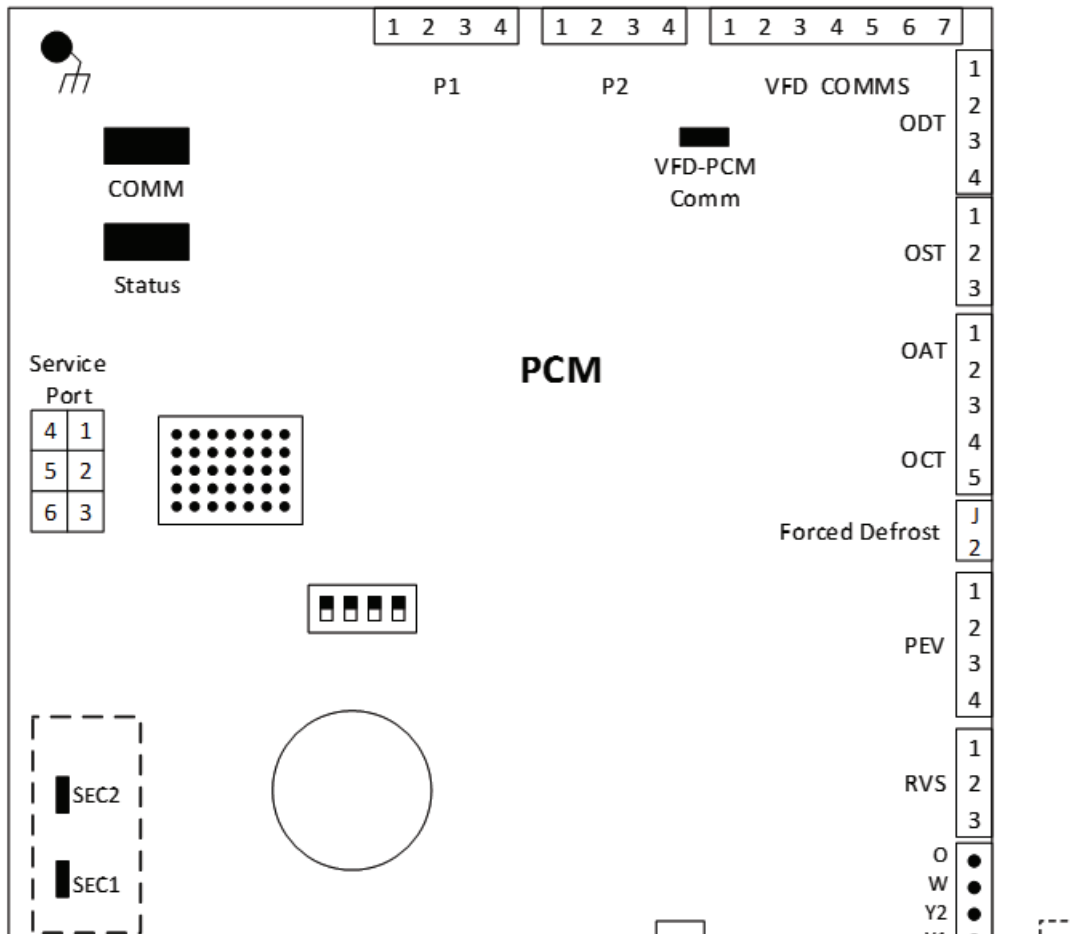 1 2 3 4
1 2 3 4
1 2 3 4 5 6 7
P1
P2
VFD COMMS
1
2
3
4
ODT
COMM
VFD-PCM
Comm
Status
1
2
3
OST
Service
Port
4 1
5 2
6 3
PCM
OAT
1
2
3
4
5
OCT
Forced Defrost
J
2
PEV
1
2
3
4
RVS
1
2
3
SEC2
SEC1
O
W
Y2